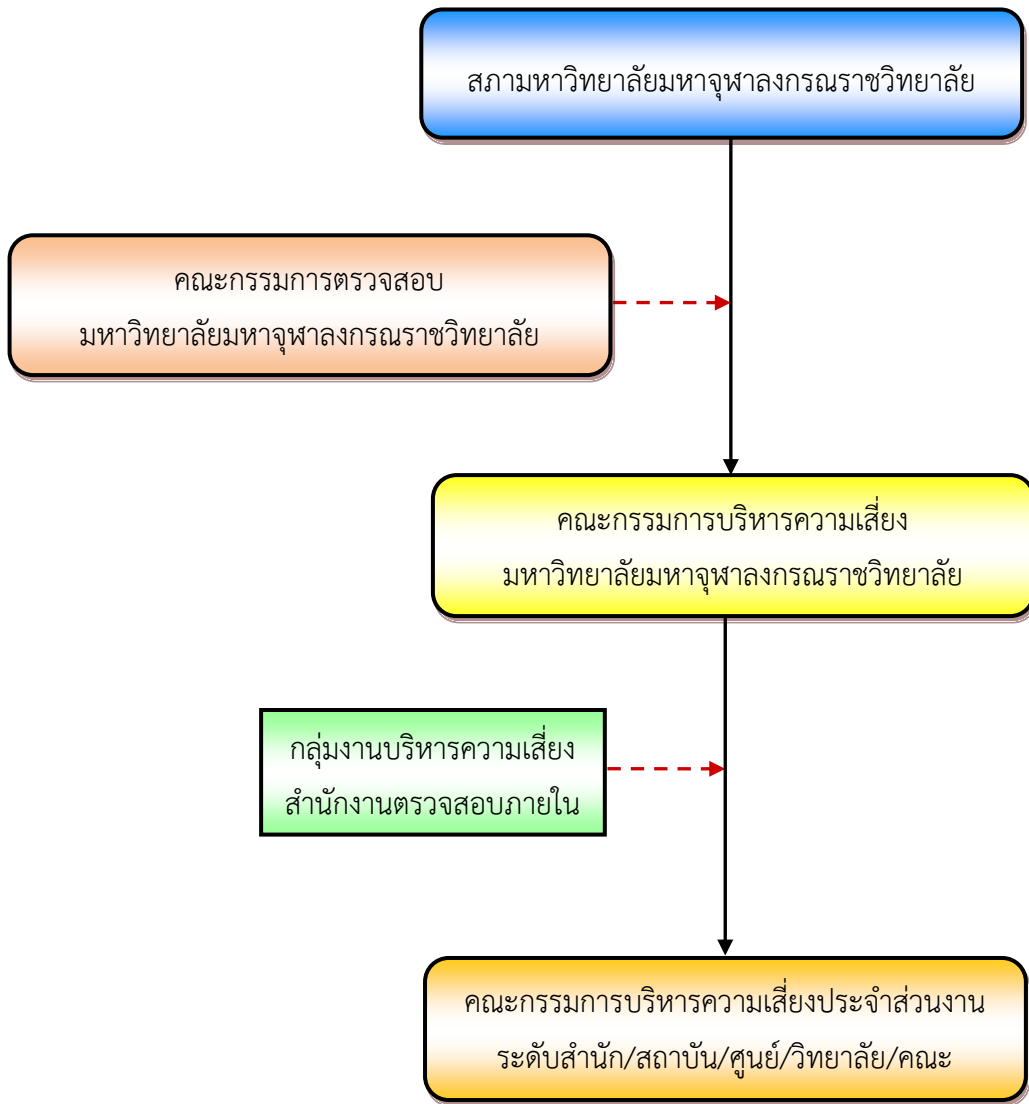 สภามหาวิทยาลัยมหาจุฬาลงกรณราชวิทยาลัย
คณะกรรมการตรวจสอบ
มหาวิทยาลัยมหาจุฬาลงกรณราชวิทยาลัย
คณะกรรมการบริหารความเสี่ยง
มหาวิทยาลัยมหาจุฬาลงกรณราชวิทยาลัย
กลุ่มงานบริหารความเสี่ยง
สำนักงานตรวจสอบภายใน
คณะกรรมการบริหารความเสี่ยงประจำส่วนงาน
ระดับสำนัก/สถาบัน/ศูนย์/วิทยาลัย/คณะ